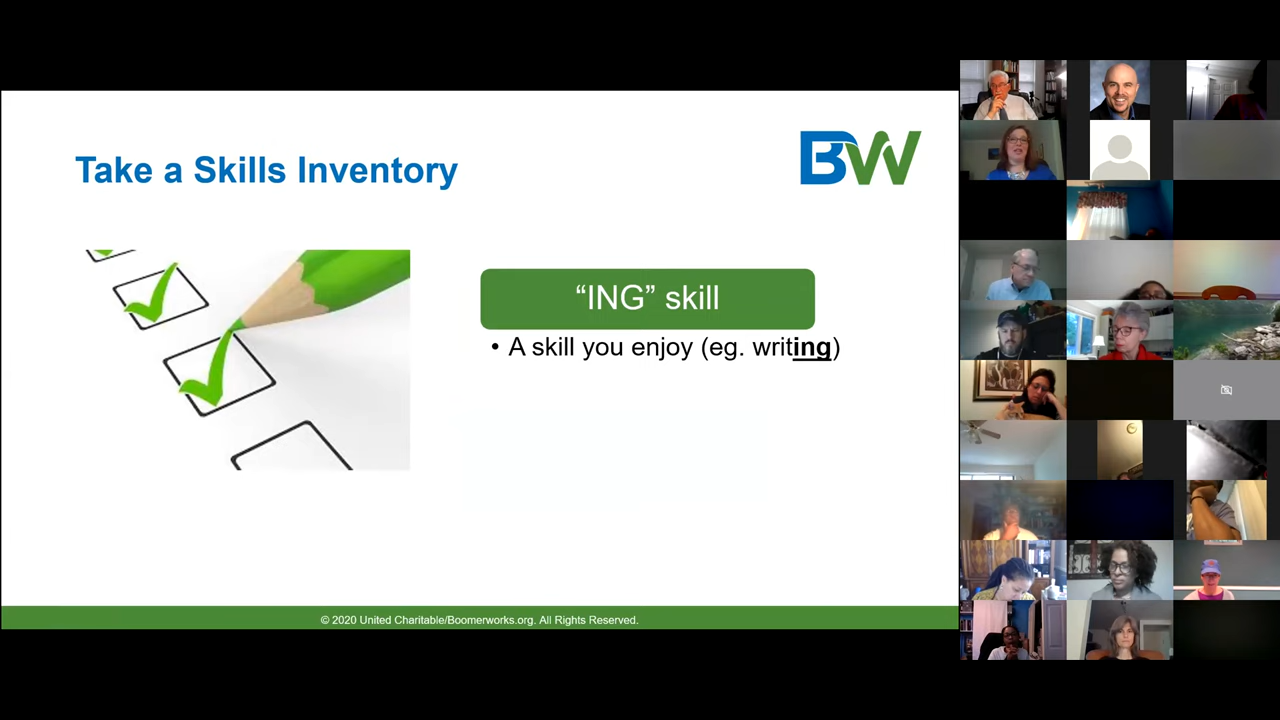 Take a Skills Inventory
BW
“ING” skill
• A skill you enjoy (eg. writing)
© 2020 United Charitable/Boomerworks.org. All Rights Reserved.